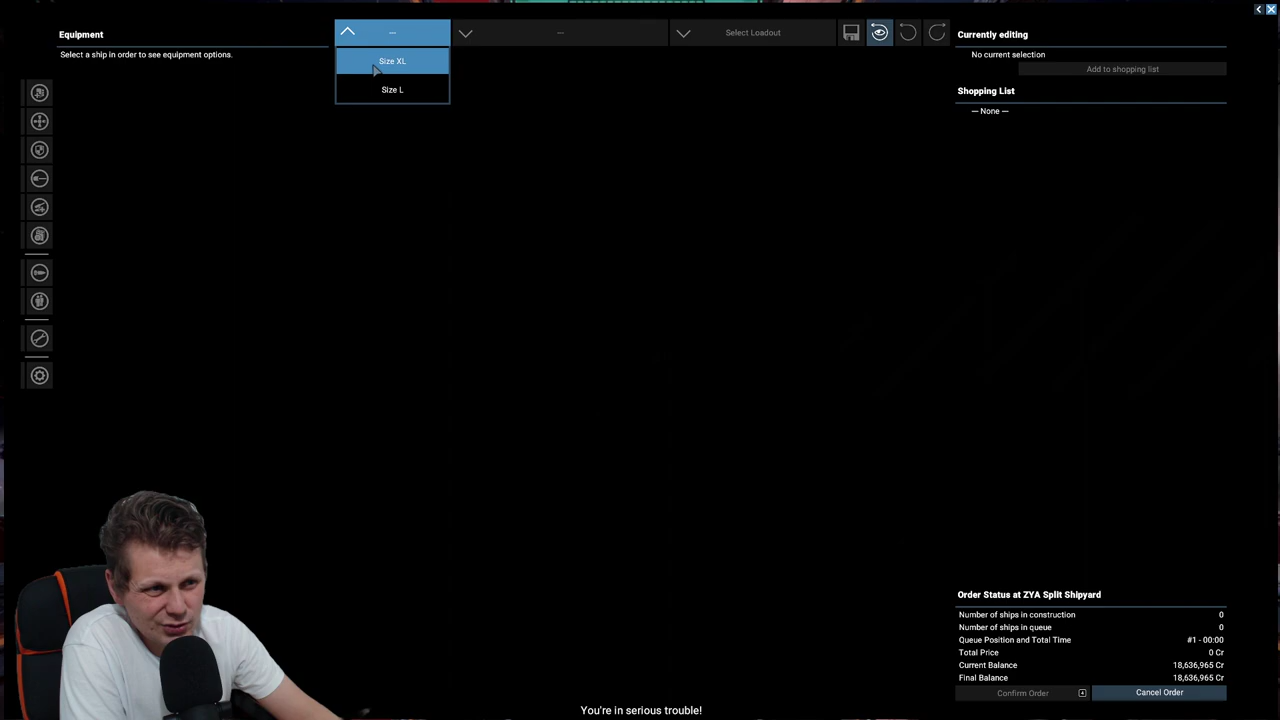 Equipment
Select a ship in order to see equipment options.
---
Size XL
Size L
---
Select Loadout
Currently editing
No current selection
Add to shopping list
Shopping List
--- None ---
Order Status at ZYA Split Shipyard
Number of ships in construction 0
Number of ships in queue 0
Queue Position and Total Time #1 - 00:00
Total Price 0 Cr
Current Balance 18,636,965 Cr
Final Balance 18,636,965 Cr
Confirm Order 4
Cancel Order
You're in serious trouble!